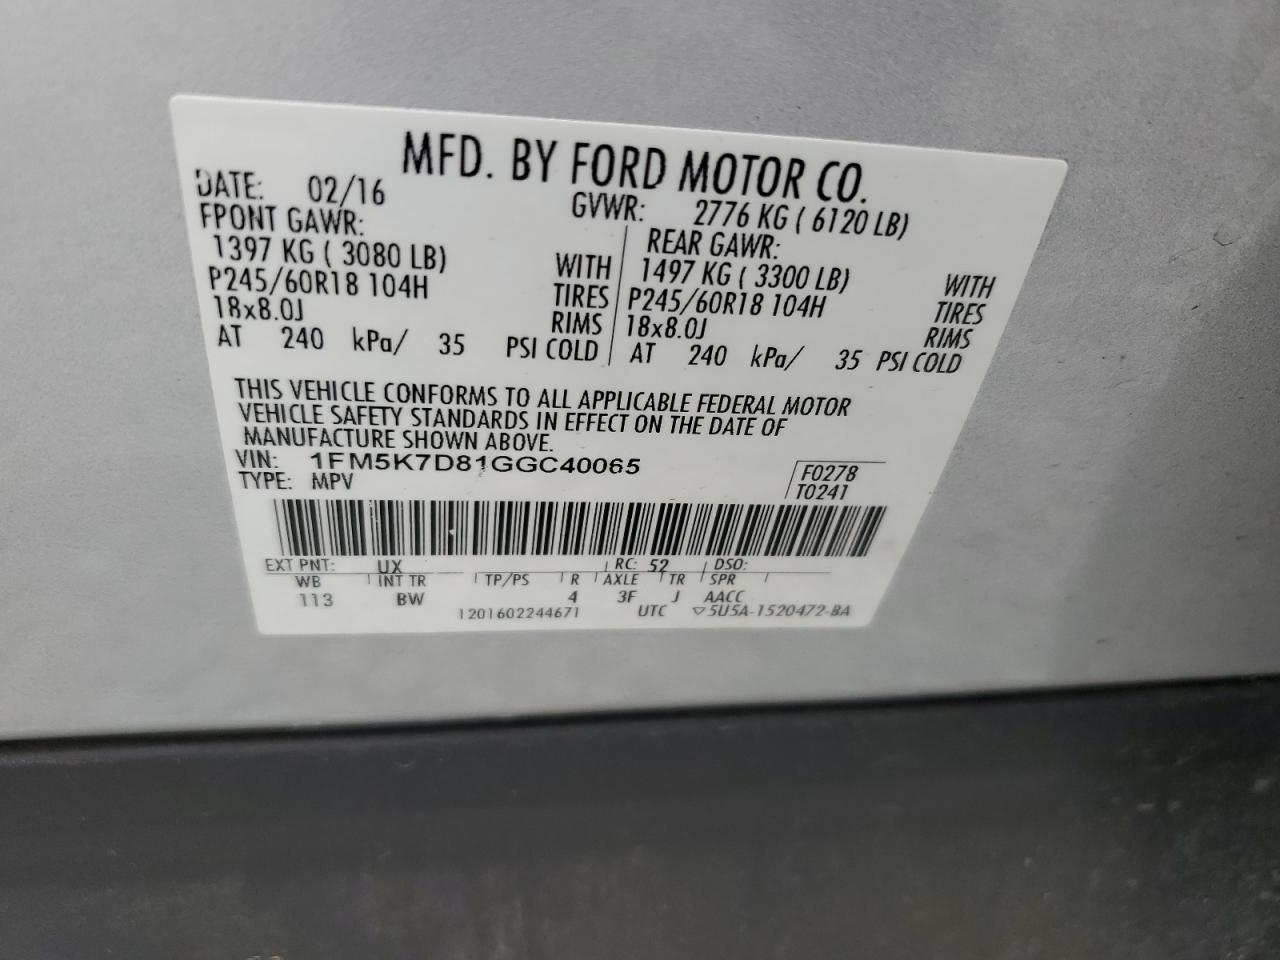 MFD. BY FORD MOTOR CO.
DATE: 02/16 GVWR: 2776 KG ( 6120 LB)
FPONT GAWR: REAR GAWR:
1397 KG ( 3080 LB) WITH 1497 KG ( 3300 LB) WITH
P245/60R18 104H TIRES P245/60R18 104H TIRES
18x8.0J RIMS 18x8.0J RIMS
AT 240 kPa/ 35 PSI COLD AT 240 kPa/ 35 PSI COLD
THIS VEHICLE CONFORMS TO ALL APPLICABLE FEDERAL MOTOR
VEHICLE SAFETY STANDARDS IN EFFECT ON THE DATE OF
MANUFACTURE SHOWN ABOVE.
VIN: 1FM5K7D81GGC40065 F0278
TYPE: MPV T0241
EXT PNT: UX RC: 52 DSO:
WB INT TR TP/PS R AXLE TR SPR
113 BW 4 3F J AACC
1201602244671 UTC ▽5U5A-1520472-BA